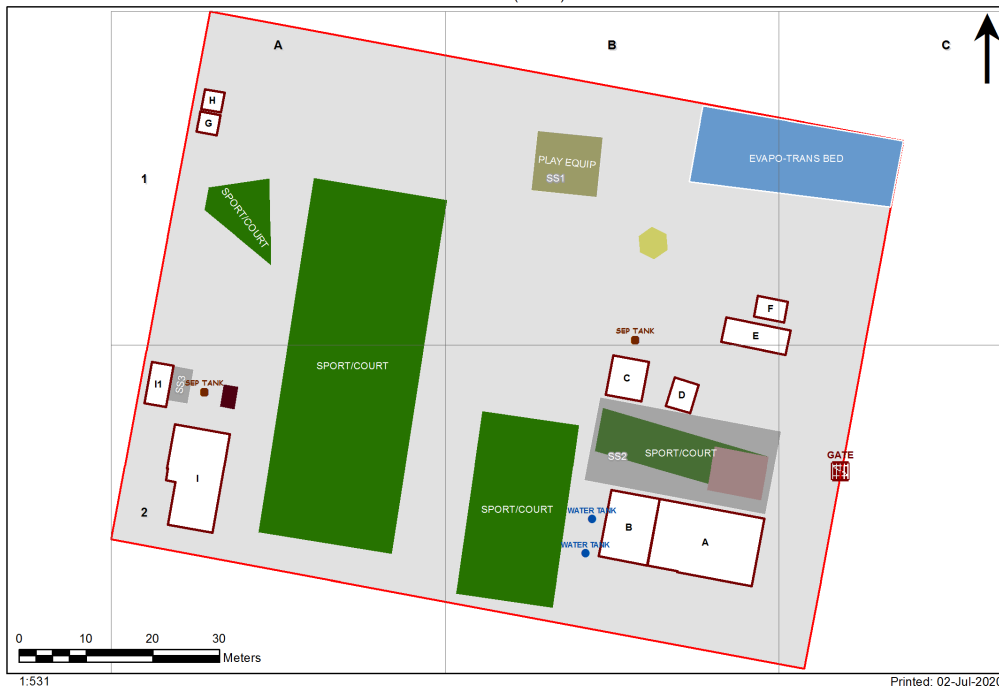 A
B
C
H
G
1
PLAY EQUIP
SS1
EVAPO-TRANS BED
SPORT/COURT
F
E
SEP TANK
SPORT/COURT
I1
SS3
SEP TANK
C
D
SS2
SPORT/COURT
GATE
I
2
SPORT/COURT
WATER TANK
WATER TANK
B
A
0 10 20 30
Meters
1:531
Printed: 02-Jul-2020